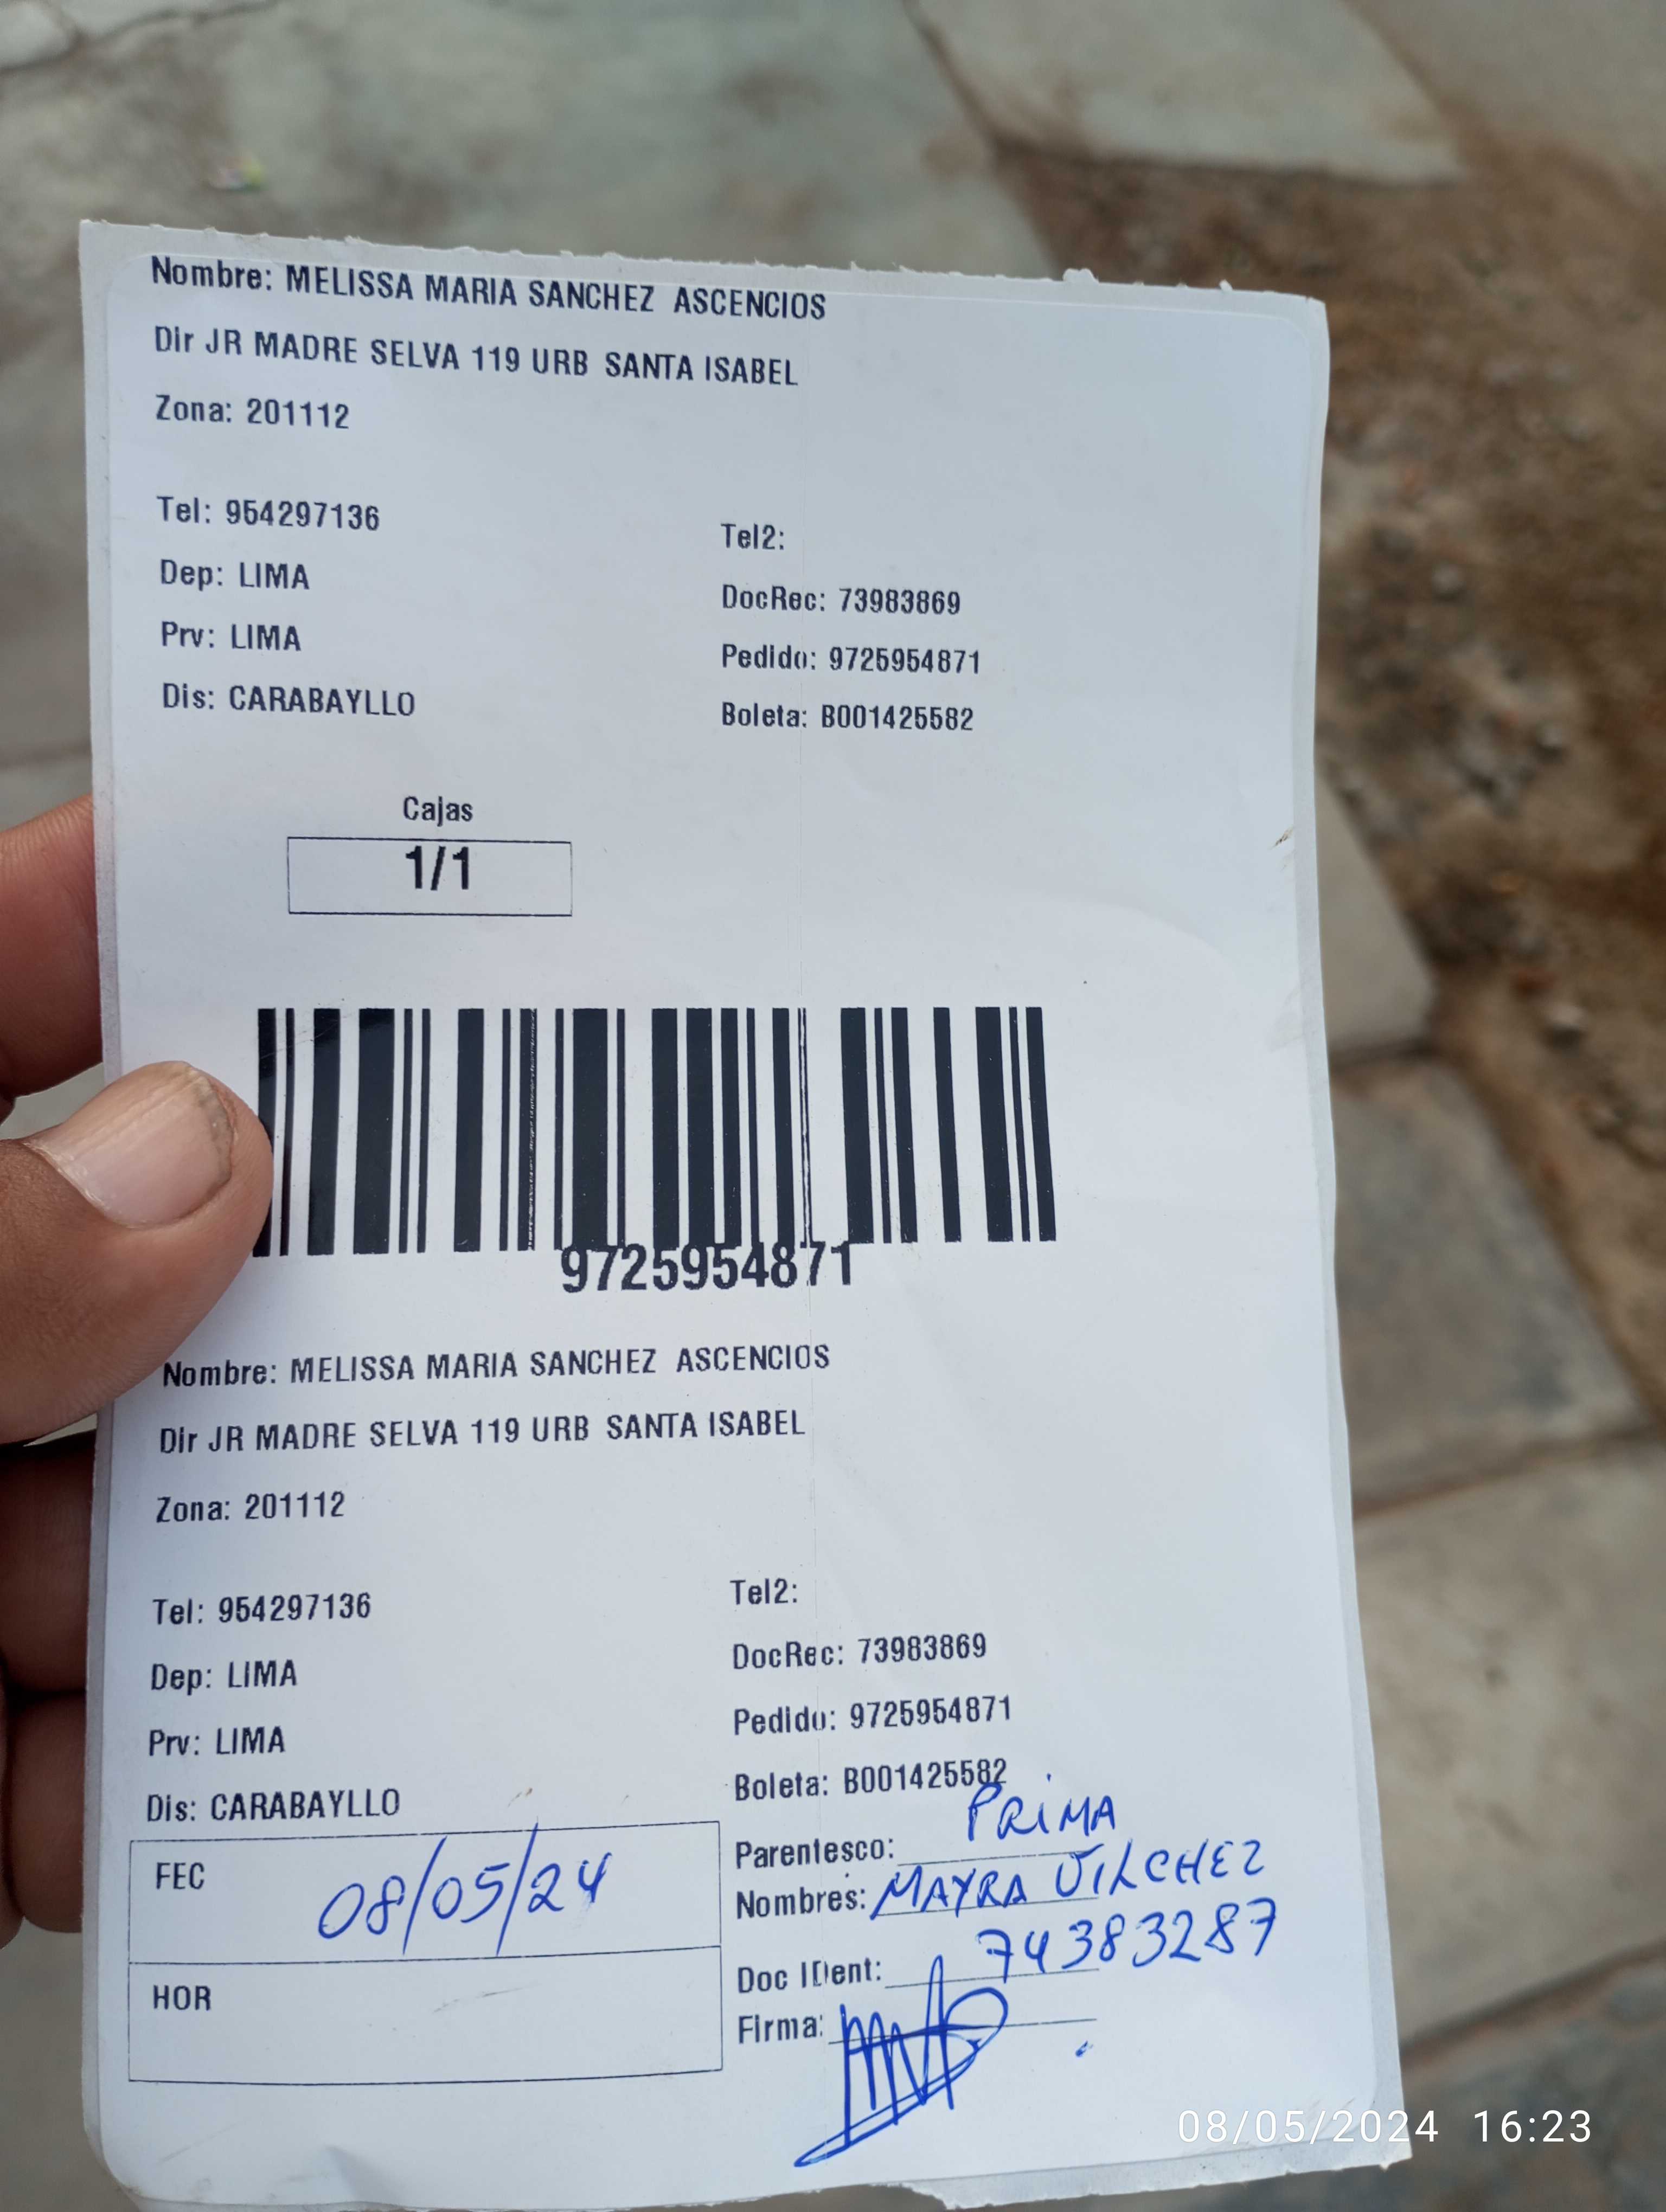 Nombre: MELISSA MARIA SANCHEZ ASCENCIOS
Dir JR MADRE SELVA 119 URB SANTA ISABEL
Zona: 201112
Tel: 954297136
Tel2:
Dep: LIMA
DocRec: 73983869
Prv: LIMA
Pedido: 9725954871
Dis: CARABAYLLO
Boleta: B001425582
Cajas
1/1
9725954871
Nombre: MELISSA MARIA SANCHEZ ASCENCIOS
Dir JR MADRE SELVA 119 URB SANTA ISABEL
Zona: 201112
Tel: 954297136
Tel2:
Dep: LIMA
DocRec: 73983869
Prv: LIMA
Pedido: 9725954871
Dis: CARABAYLLO
Boleta: B001425582
FEC 08/05/24
HOR
Parentesco: PRIMA
Nombres: MAYRA VILCHEZ
Doc IDent: 74383287
Firma:
08/05/2024 16:23